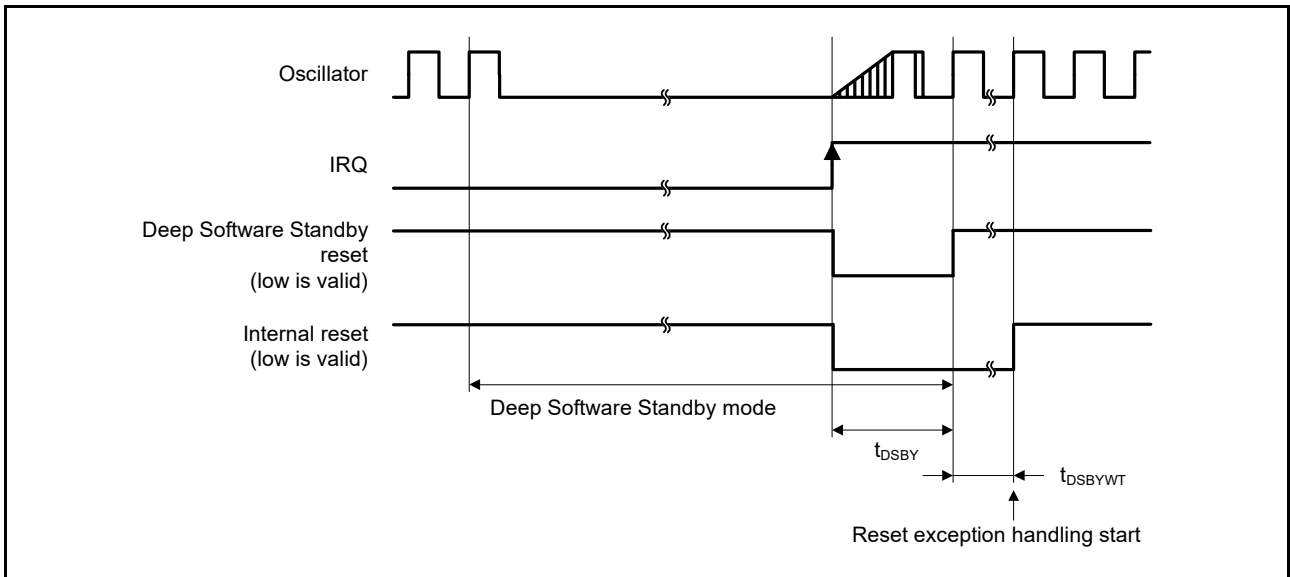 Oscillator
IRQ
Deep Software Standby
reset
(low is valid)
Internal reset
(low is valid)
Deep Software Standby mode
tDSBY
tDSBYWT
Reset exception handling start